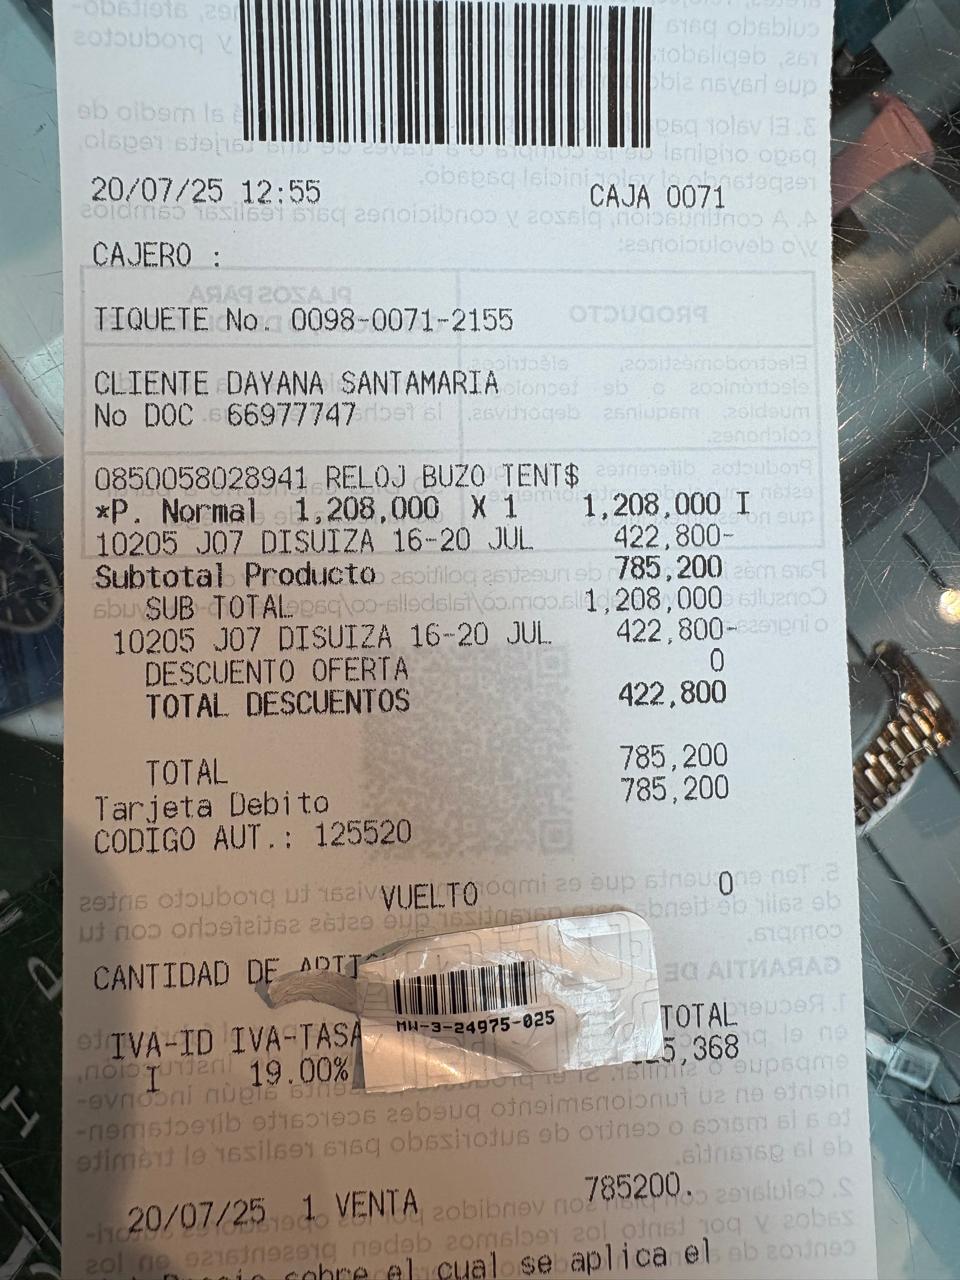 20/07/25 12:55 CAJA 0071
CAJERO :
TIQUETE No. 0098-0071-2155
CLIENTE DAYANA SANTAMARIA
No DOC 66977747
0850058028941 RELOJ BUZO TENT$
*P. Normal 1,208,000 X 1 1,208,000 I
10205 J07 DISUIZA 16-20 JUL 422,800-
Subtotal Producto 785,200
SUB TOTAL 1,208,000
10205 J07 DISUIZA 16-20 JUL 422,800-
DESCUENTO OFERTA 0
TOTAL DESCUENTOS 422,800
TOTAL 785,200
Tarjeta Debito 785,200
CODIGO AUT.: 125520
VUELTO 0
CANTIDAD DE
MW-3-24975-025
IVA-ID IVA-TASA TOTAL
I 19.00% 5,368
20/07/25 1 VENTA 785200.
sobre el cual se aplica el